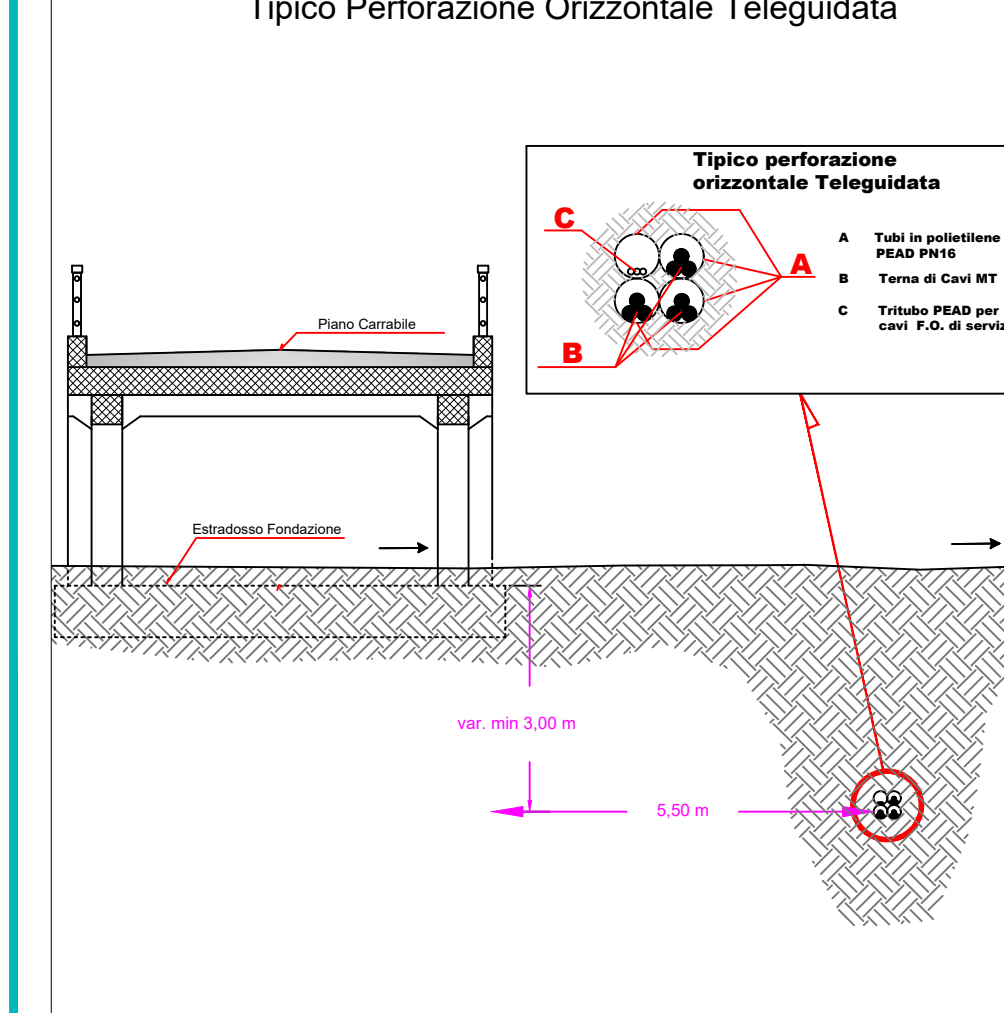 Tipico Perforazione Orizzontale Teleguidata
Tipico perforazione
orizzontale Teleguidata
C
A
B
A Tubi in polietilene
PEAD PN16
B Terna di Cavi MT
C Tritubo PEAD per
cavi F.O. di serviz
Piano Carrabile
Estradosso Fondazione
var. min 3,00 m
5,50 m